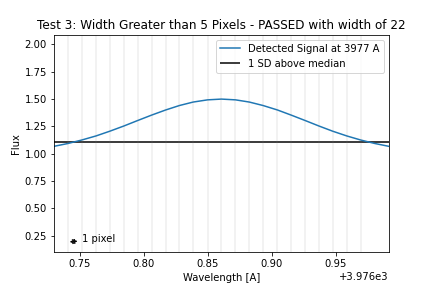 Test 3: Width Greater than 5 Pixels - PASSED with width of 22
2.00
1.75
1.50
1.25
1.00
0.75
0.50
0.25
Flux
Detected Signal at 3977 A
1 SD above median
1 pixel
0.75 0.80 0.85 0.90 0.95
Wavelength [A]
+3.976e3